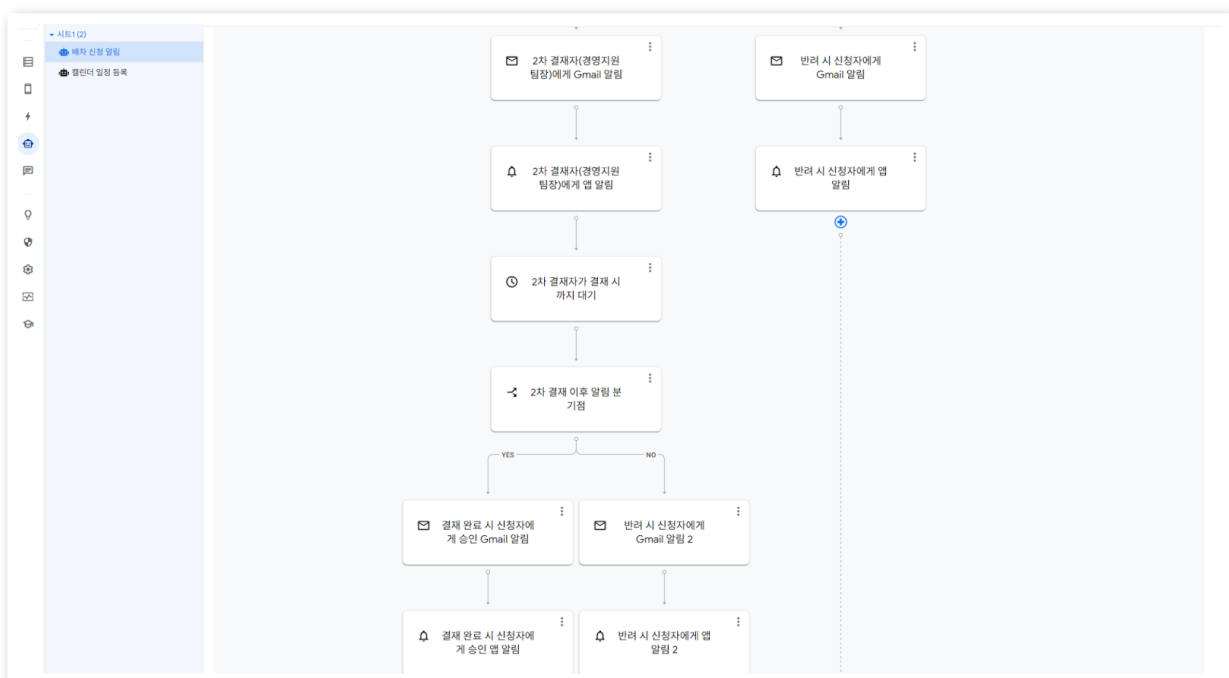 시트1 (2)
배차 신청 알림
캘린더 일정 등록
2차 결재자(경영지원
팀장)에게 Gmail 알림
반려 시 신청자에게
Gmail 알림
2차 결재자(경영지원
팀장)에게 앱 알림
반려 시 신청자에게 앱
알림
2차 결재자가 결재 시
까지 대기
2차 결재 이후 알림 분
기점
YES
NO
결재 완료 시 신청자에
게 승인 Gmail 알림
반려 시 신청자에게
Gmail 알림 2
결재 완료 시 신청자에
게 승인 앱 알림
반려 시 신청자에게 앱
알림 2